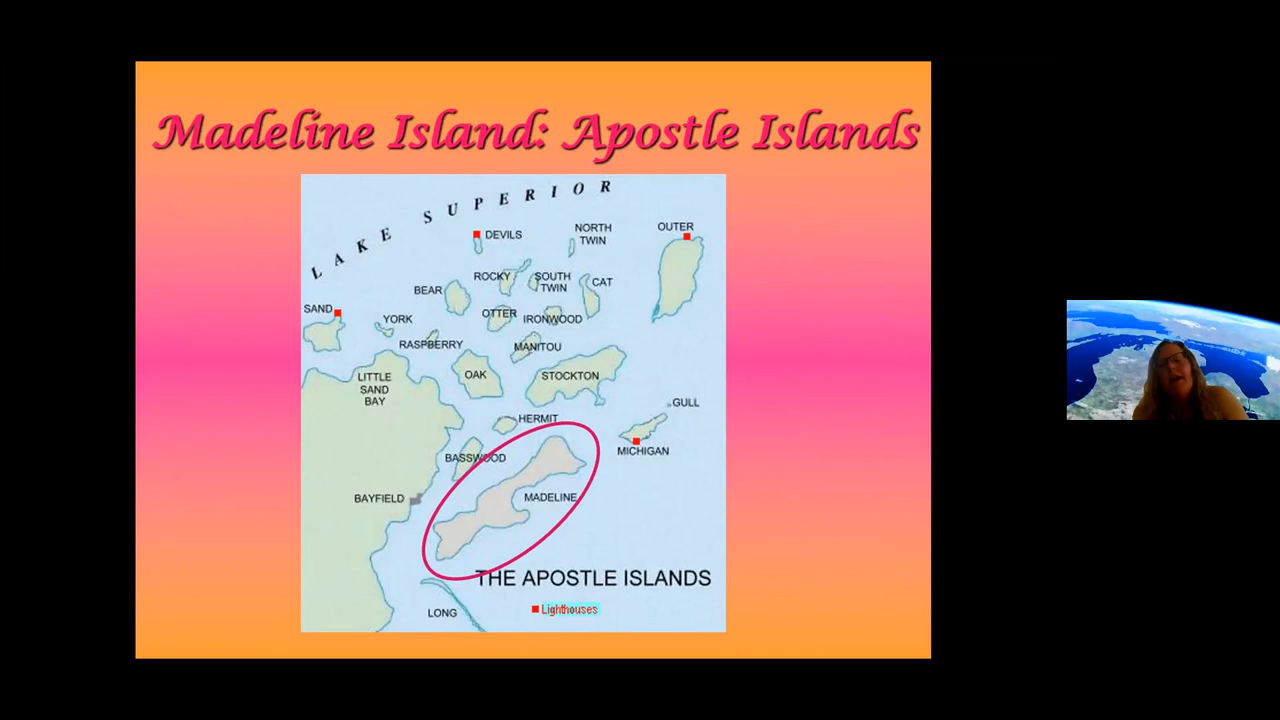 Madeline Island: Apostle Islands
LAKE SUPERIOR
DEVILS
NORTH
TWIN
OUTER
ROCKY
SOUTH
TWIN
CAT
BEAR
SAND
YORK
OTTER
IRONWOOD
RASPBERRY
MANITOU
LITTLE
SAND
BAY
OAK
STOCKTON
GULL
HERMIT
MICHIGAN
BASSWOOD
BAYFIELD
MADELINE
THE APOSTLE ISLANDS
LONG
Lighthouses